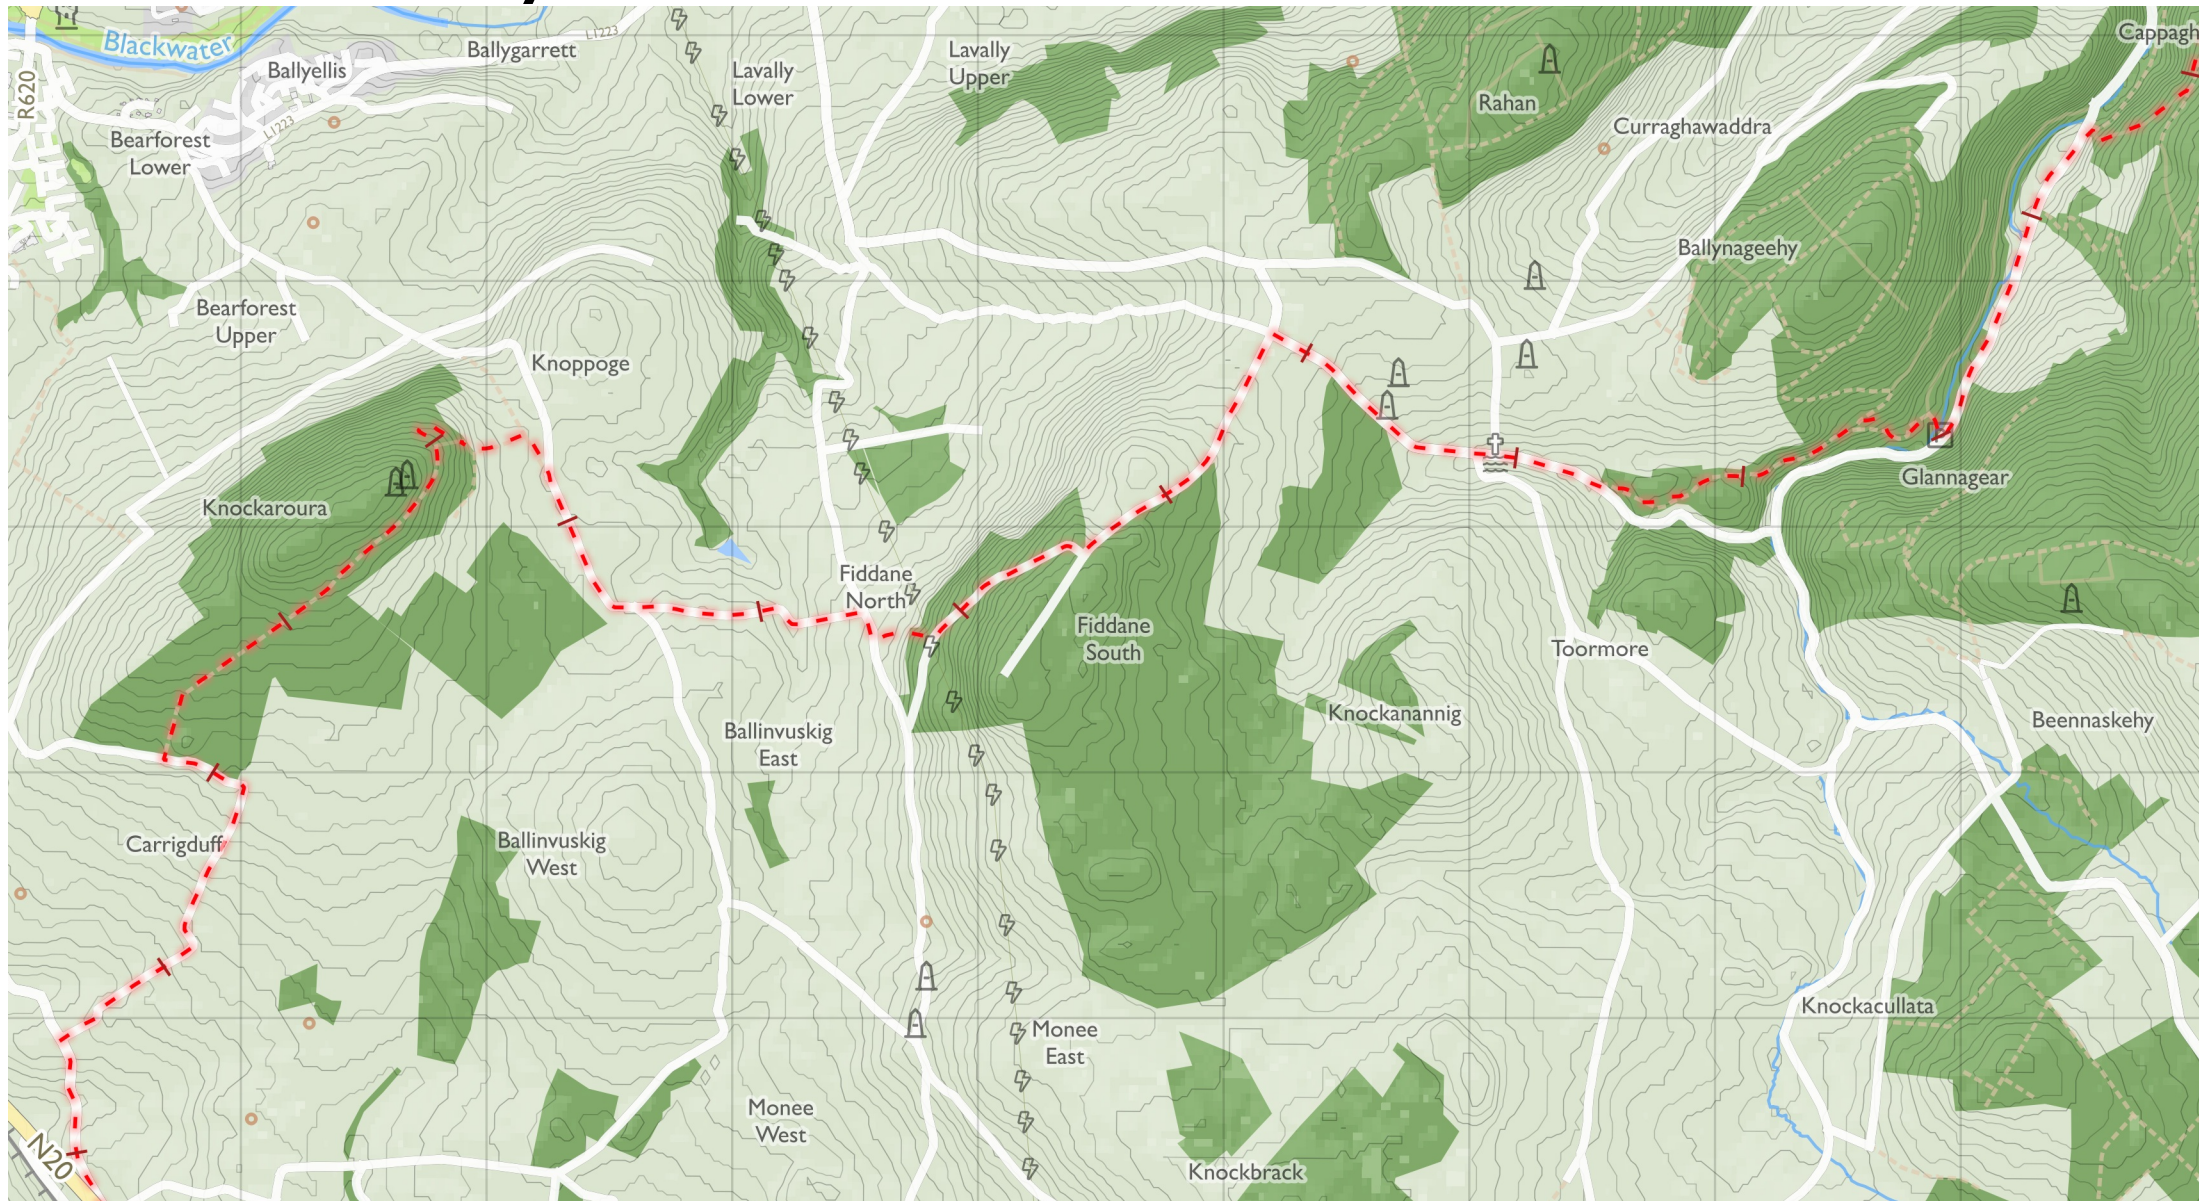 Blackwater
Ballygarrett
L1223
Ballyellis
R620
L1223
Bearforest
Lower
Lavally
Lower
Lavally
Upper
Rahan
Curraghawaddra
Cappagh
Ballynageehy
Bearforest
Upper
Knoppoge
Knockaroura
Glannagear
Fiddane
North
Fiddane
South
Toormore
Knockanannig
Beennaskehy
Ballinvuskig
East
Carrigduff
Ballinvuskig
West
Knockacullata
Monee
East
Monee
West
N20
Knockbrack